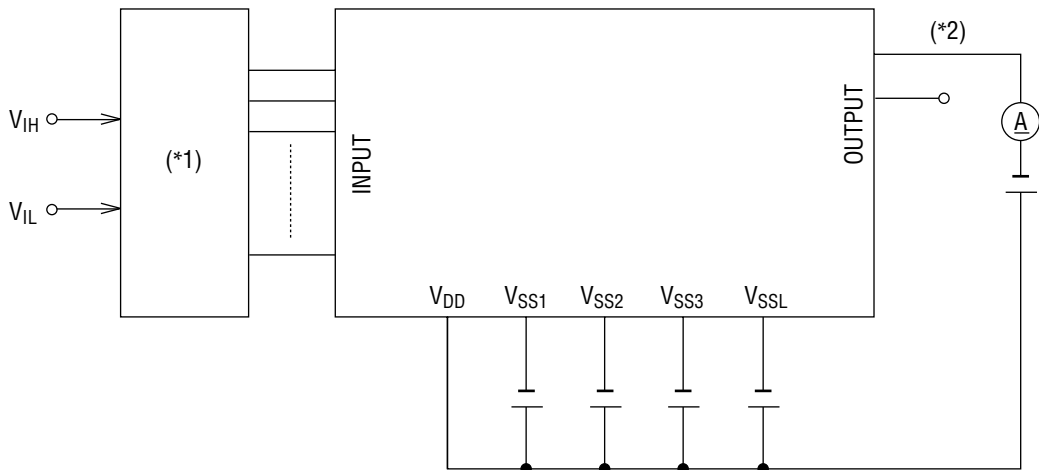 (*2)
V_IH
(*1)
INPUT
OUTPUT
A
V_IL
V_DD V_SS1 V_SS2 V_SS3 V_SSL